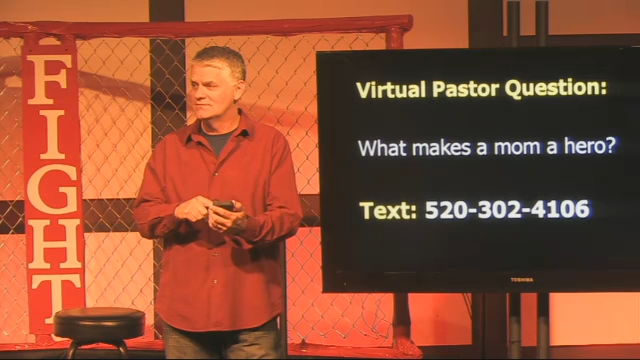 FIGHT
Virtual Pastor Question:
What makes a mom a hero?
Text: 520-302-4106
TOSHIBA